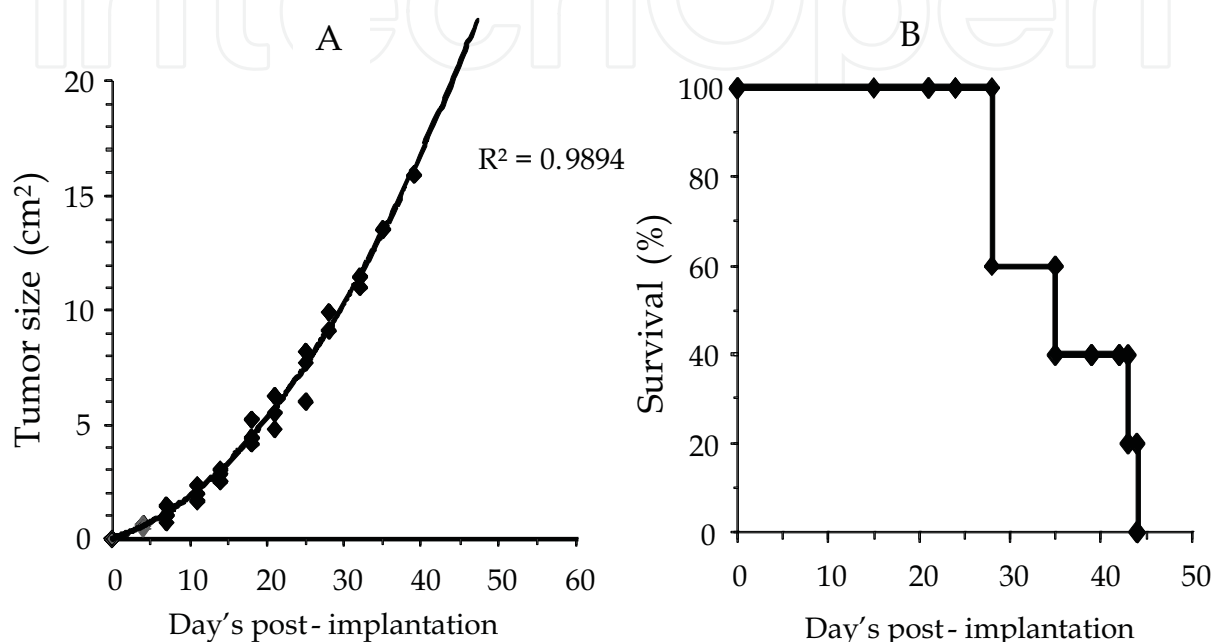 IntechOpen
A
B
Tumor size (cm²)
20
15
10
5
0
R² = 0.9894
0 10 20 30 40 50 60
Day's post- implantation
Survival (%)
100
80
60
40
20
0
0 10 20 30 40 50
Day's post- implantation